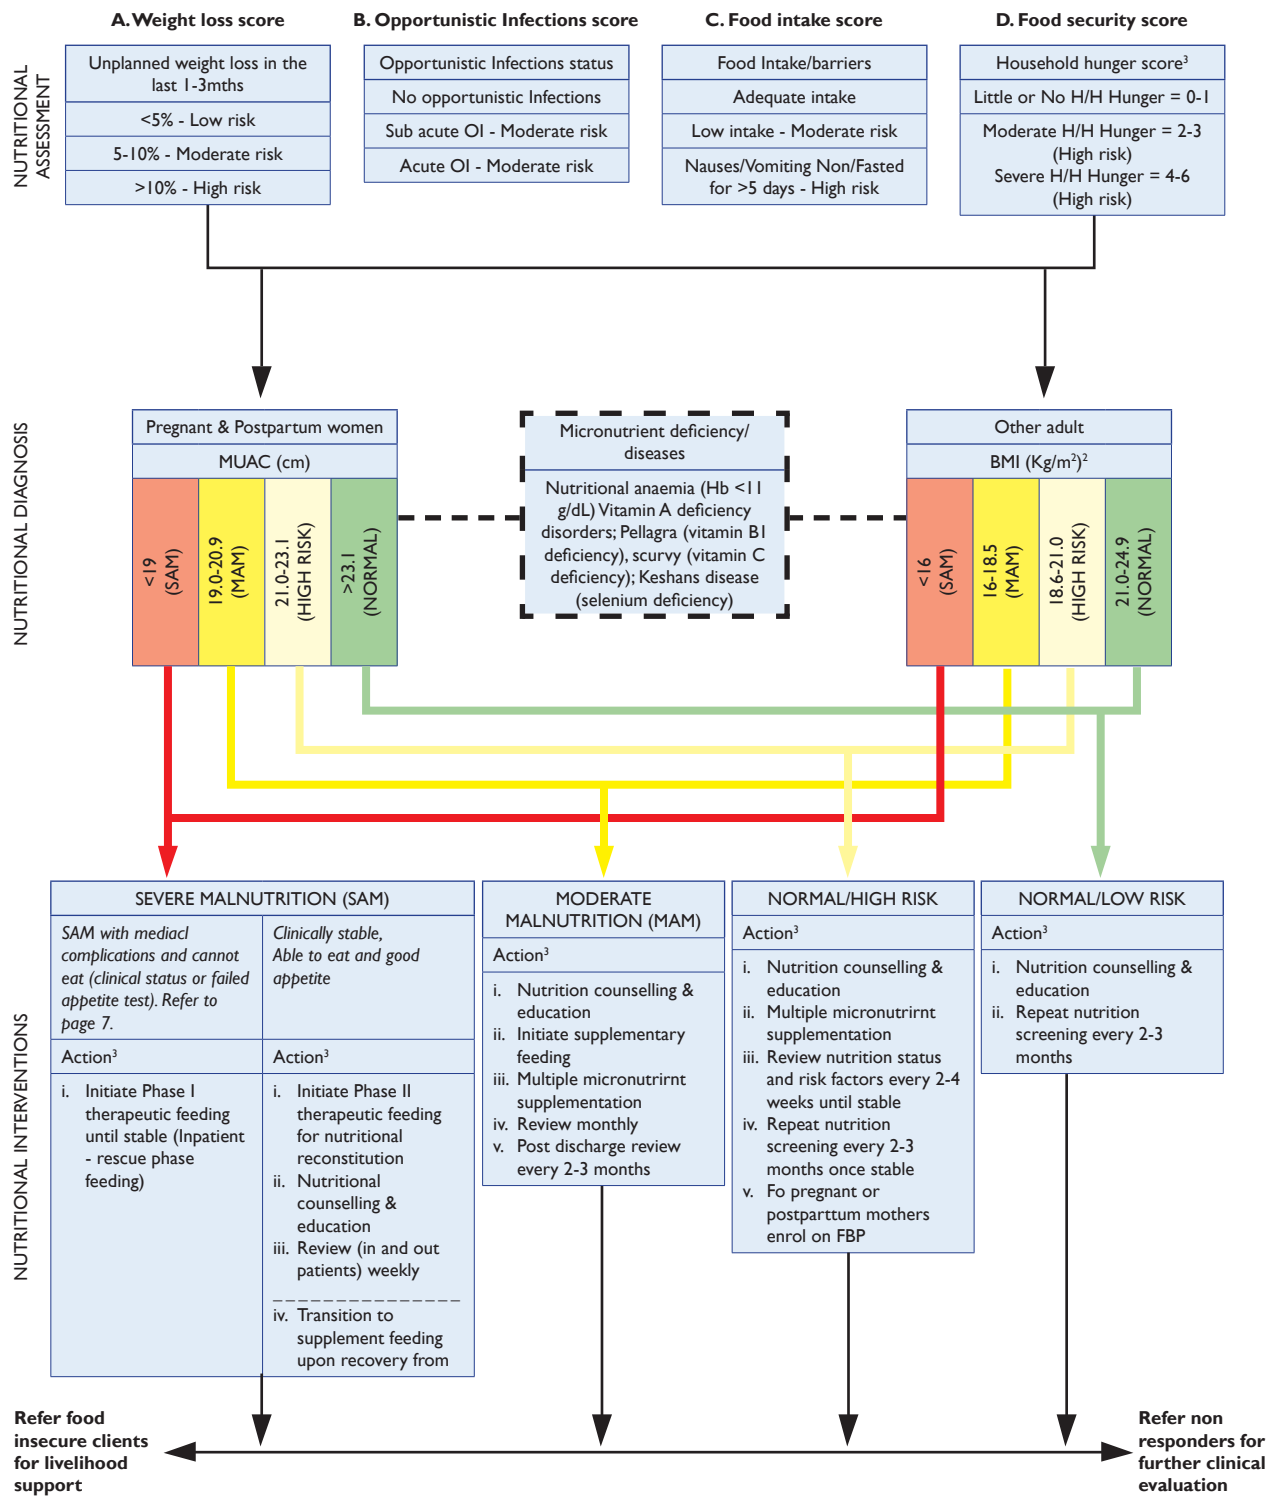 A. Weight loss score
B. Opportunistic Infections score
C. Food intake score
D. Food security score
NUTRITIONAL
ASSESSMENT
Unplanned weight loss in the
last 1-3mths
<5% - Low risk
5-10% - Moderate risk
>10% - High risk
Opportunistic Infections status
No opportunistic Infections
Sub acute OI - Moderate risk
Acute OI - Moderate risk
Food Intake/barriers
Adequate intake
Low intake - Moderate risk
Nauses/Vomiting Non/Fasted
for >5 days - High risk
Household hunger score³
Little or No H/H Hunger = 0-1
Moderate H/H Hunger = 2-3
(High risk)
Severe H/H Hunger = 4-6
(High risk)
NUTRITIONAL DIAGNOSIS
Pregnant & Postpartum women
MUAC (cm)
<19
(SAM)
19.0-20.9
(MAM)
21.0-23.1
(HIGH RISK)
>23.1
(NORMAL)
Micronutrient deficiency/
diseases
Nutritional anaemia (Hb <11
g/dL) Vitamin A deficiency
disorders; Pellagra (vitamin B1
deficiency), scurvy (vitamin C
deficiency); Keshans disease
(selenium deficiency)
Other adult
BMI (Kg/m²)²
<16
(SAM)
16-18.5
(MAM)
18.6-21.0
(HIGH RISK)
21.0-24.9
(NORMAL)
NUTRITIONAL INTERVENTIONS
SEVERE MALNUTRITION (SAM)
SAM with mediacl
complications and cannot
eat (clinical status or failed
appetite test). Refer to
page 7.
Action³
i. Initiate Phase I
therapeutic feeding
until stable (Inpatient
- rescue phase
feeding)
Clinically stable,
Able to eat and good
appetite
Action³
i. Initiate Phase II
therapeutic feeding
for nutritional
reconstitution
ii. Nutritional
counselling &
education
iii. Review (in and out
patients) weekly
iv. Transition to
supplement feeding
upon recovery from
MODERATE
MALNUTRITION (MAM)
Action³
i. Nutrition counselling &
education
ii. Initiate supplementary
feeding
iii. Multiple micronutrirnt
supplementation
iv. Review monthly
v. Post discharge review
every 2-3 months
NORMAL/HIGH RISK
Action³
i. Nutrition counselling &
education
ii. Multiple micronutrirnt
supplementation
iii. Review nutrition status
and risk factors every 2-4
weeks until stable
iv. Repeat nutrition
screening every 2-3
months once stable
v. Fo pregnant or
postparttum mothers
enrol on FBP
NORMAL/LOW RISK
Action³
i. Nutrition counselling &
education
ii. Repeat nutrition
screening every 2-3
months
Refer food
insecure clients
for livelihood
support
Refer non
responders for
further clinical
evaluation